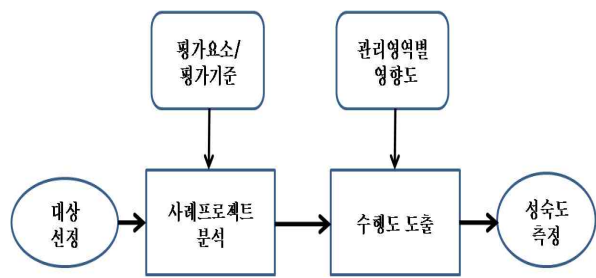 평가요소/
평가기준
관리영역별
영향도
대상
선정
사례프로젝트
분석
수행도 도출
성숙도
측정